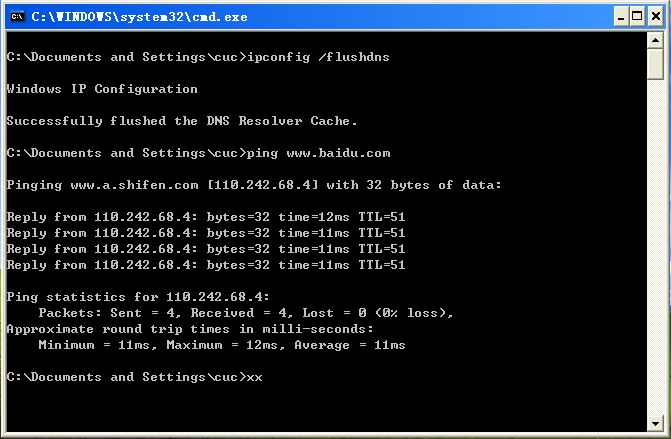 C:\WINDOWS\system32\cmd.exe
C:\Documents and Settings\cuc>ipconfig /flushdns
Windows IP Configuration
Successfully flushed the DNS Resolver Cache.
C:\Documents and Settings\cuc>ping www.baidu.com
Pinging www.a.shifen.com [110.242.68.4] with 32 bytes of data:
Reply from 110.242.68.4: bytes=32 time=12ms TTL=51
Reply from 110.242.68.4: bytes=32 time=11ms TTL=51
Reply from 110.242.68.4: bytes=32 time=11ms TTL=51
Reply from 110.242.68.4: bytes=32 time=11ms TTL=51
Ping statistics for 110.242.68.4:
Packets: Sent = 4, Received = 4, Lost = 0 (0% loss),
Approximate round trip times in milli-seconds:
Minimum = 11ms, Maximum = 12ms, Average = 11ms
C:\Documents and Settings\cuc>xx